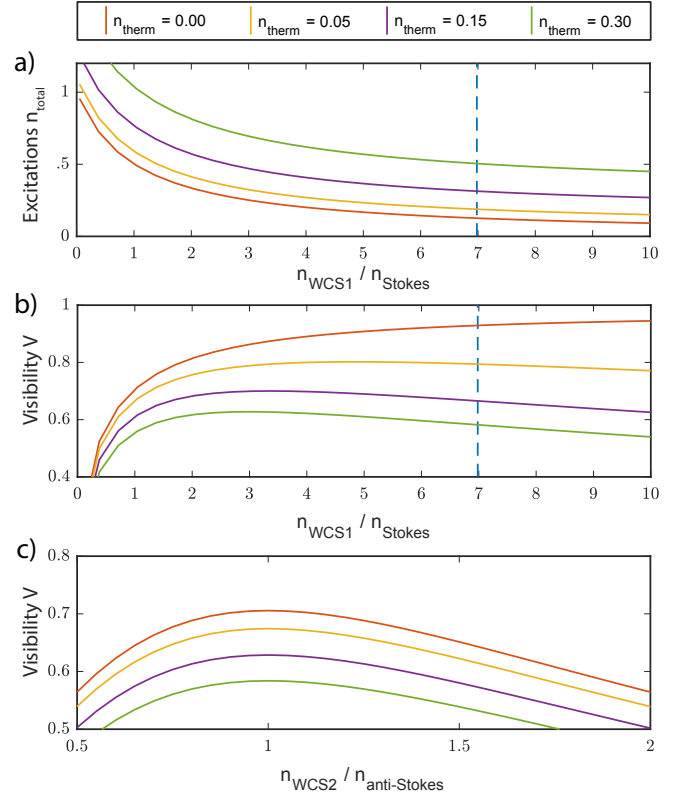 n_therm = 0.00 n_therm = 0.05 n_therm = 0.15 n_therm = 0.30
a)
Excitations n_total
1
.5
0
0 1 2 3 4 5 6 7 8 9 10
n_WCS1 / n_Stokes
b)
Visibility V
1
0.8
0.6
0.4
0 1 2 3 4 5 6 7 8 9 10
n_WCS1 / n_Stokes
c)
Visibility V
0.8
0.7
0.6
0.5
0.5 1 1.5 2
n_WCS2 / n_anti-Stokes